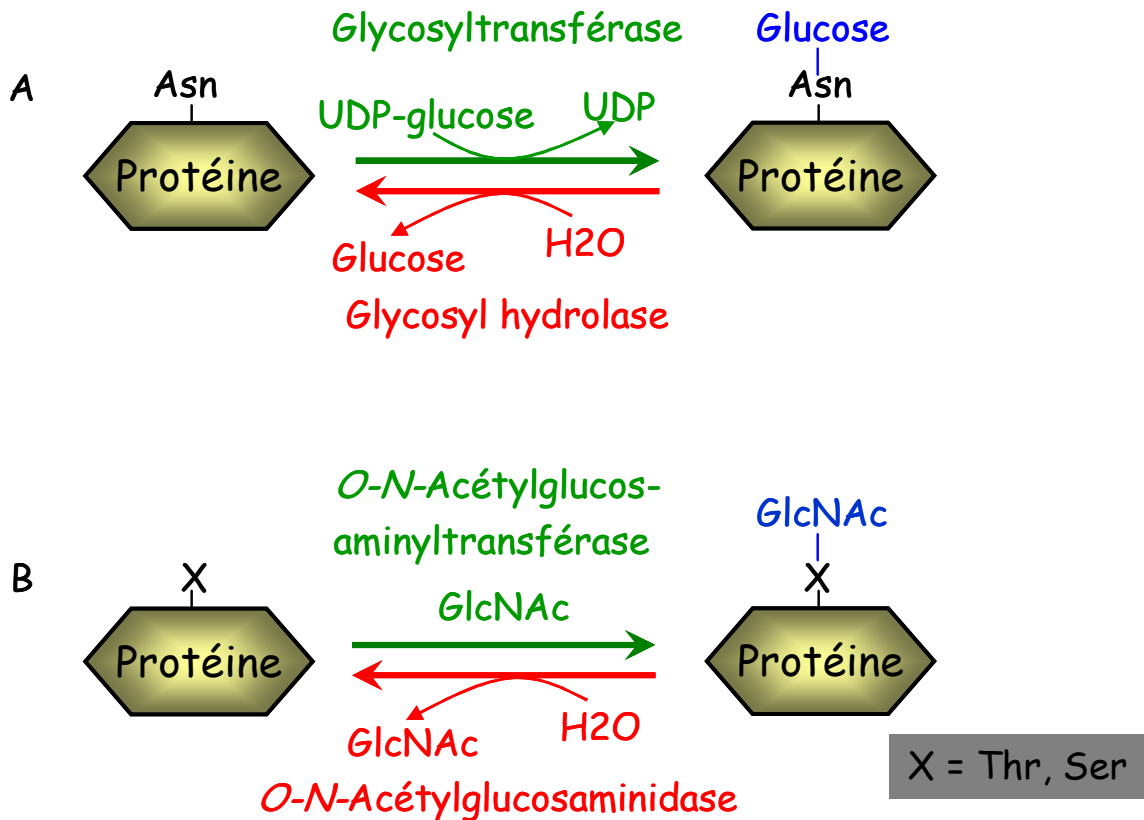 Glycosyltransférase
Glucose
A
Asn
Asn
UDP-glucose
UDP
Protéine
Protéine
Glucose
H2O
Glycosyl hydrolase
O-N-Acétylglucos-
aminyltransférase
GlcNAc
B
X
X
GlcNAc
Protéine
Protéine
GlcNAc
H2O
X = Thr, Ser
O-N-Acétylglucosaminidase